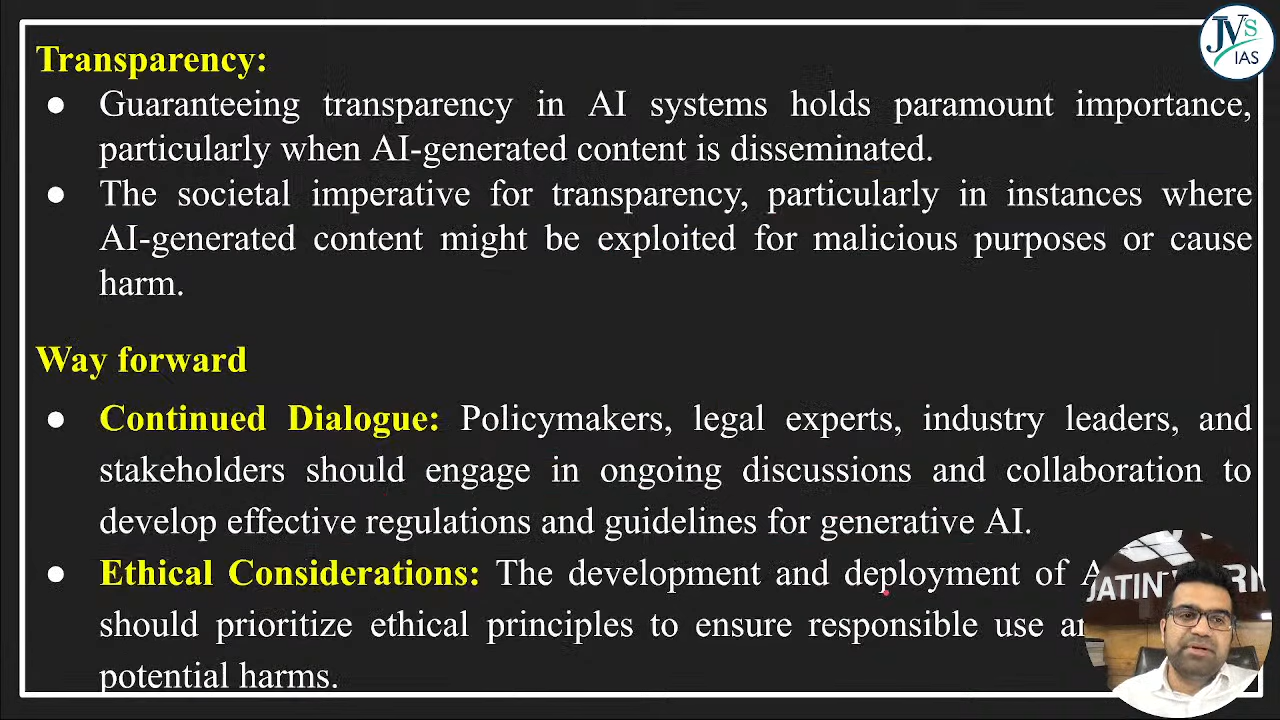 JVS
IAS
Transparency:
● Guaranteeing transparency in AI systems holds paramount importance,
particularly when AI-generated content is disseminated.
● The societal imperative for transparency, particularly in instances where
AI-generated content might be exploited for malicious purposes or cause
harm.
Way forward
● Continued Dialogue: Policymakers, legal experts, industry leaders, and
stakeholders should engage in ongoing discussions and collaboration to
develop effective regulations and guidelines for generative AI.
● Ethical Considerations: The development and deployment of
should prioritize ethical principles to ensure responsible use
potential harms.